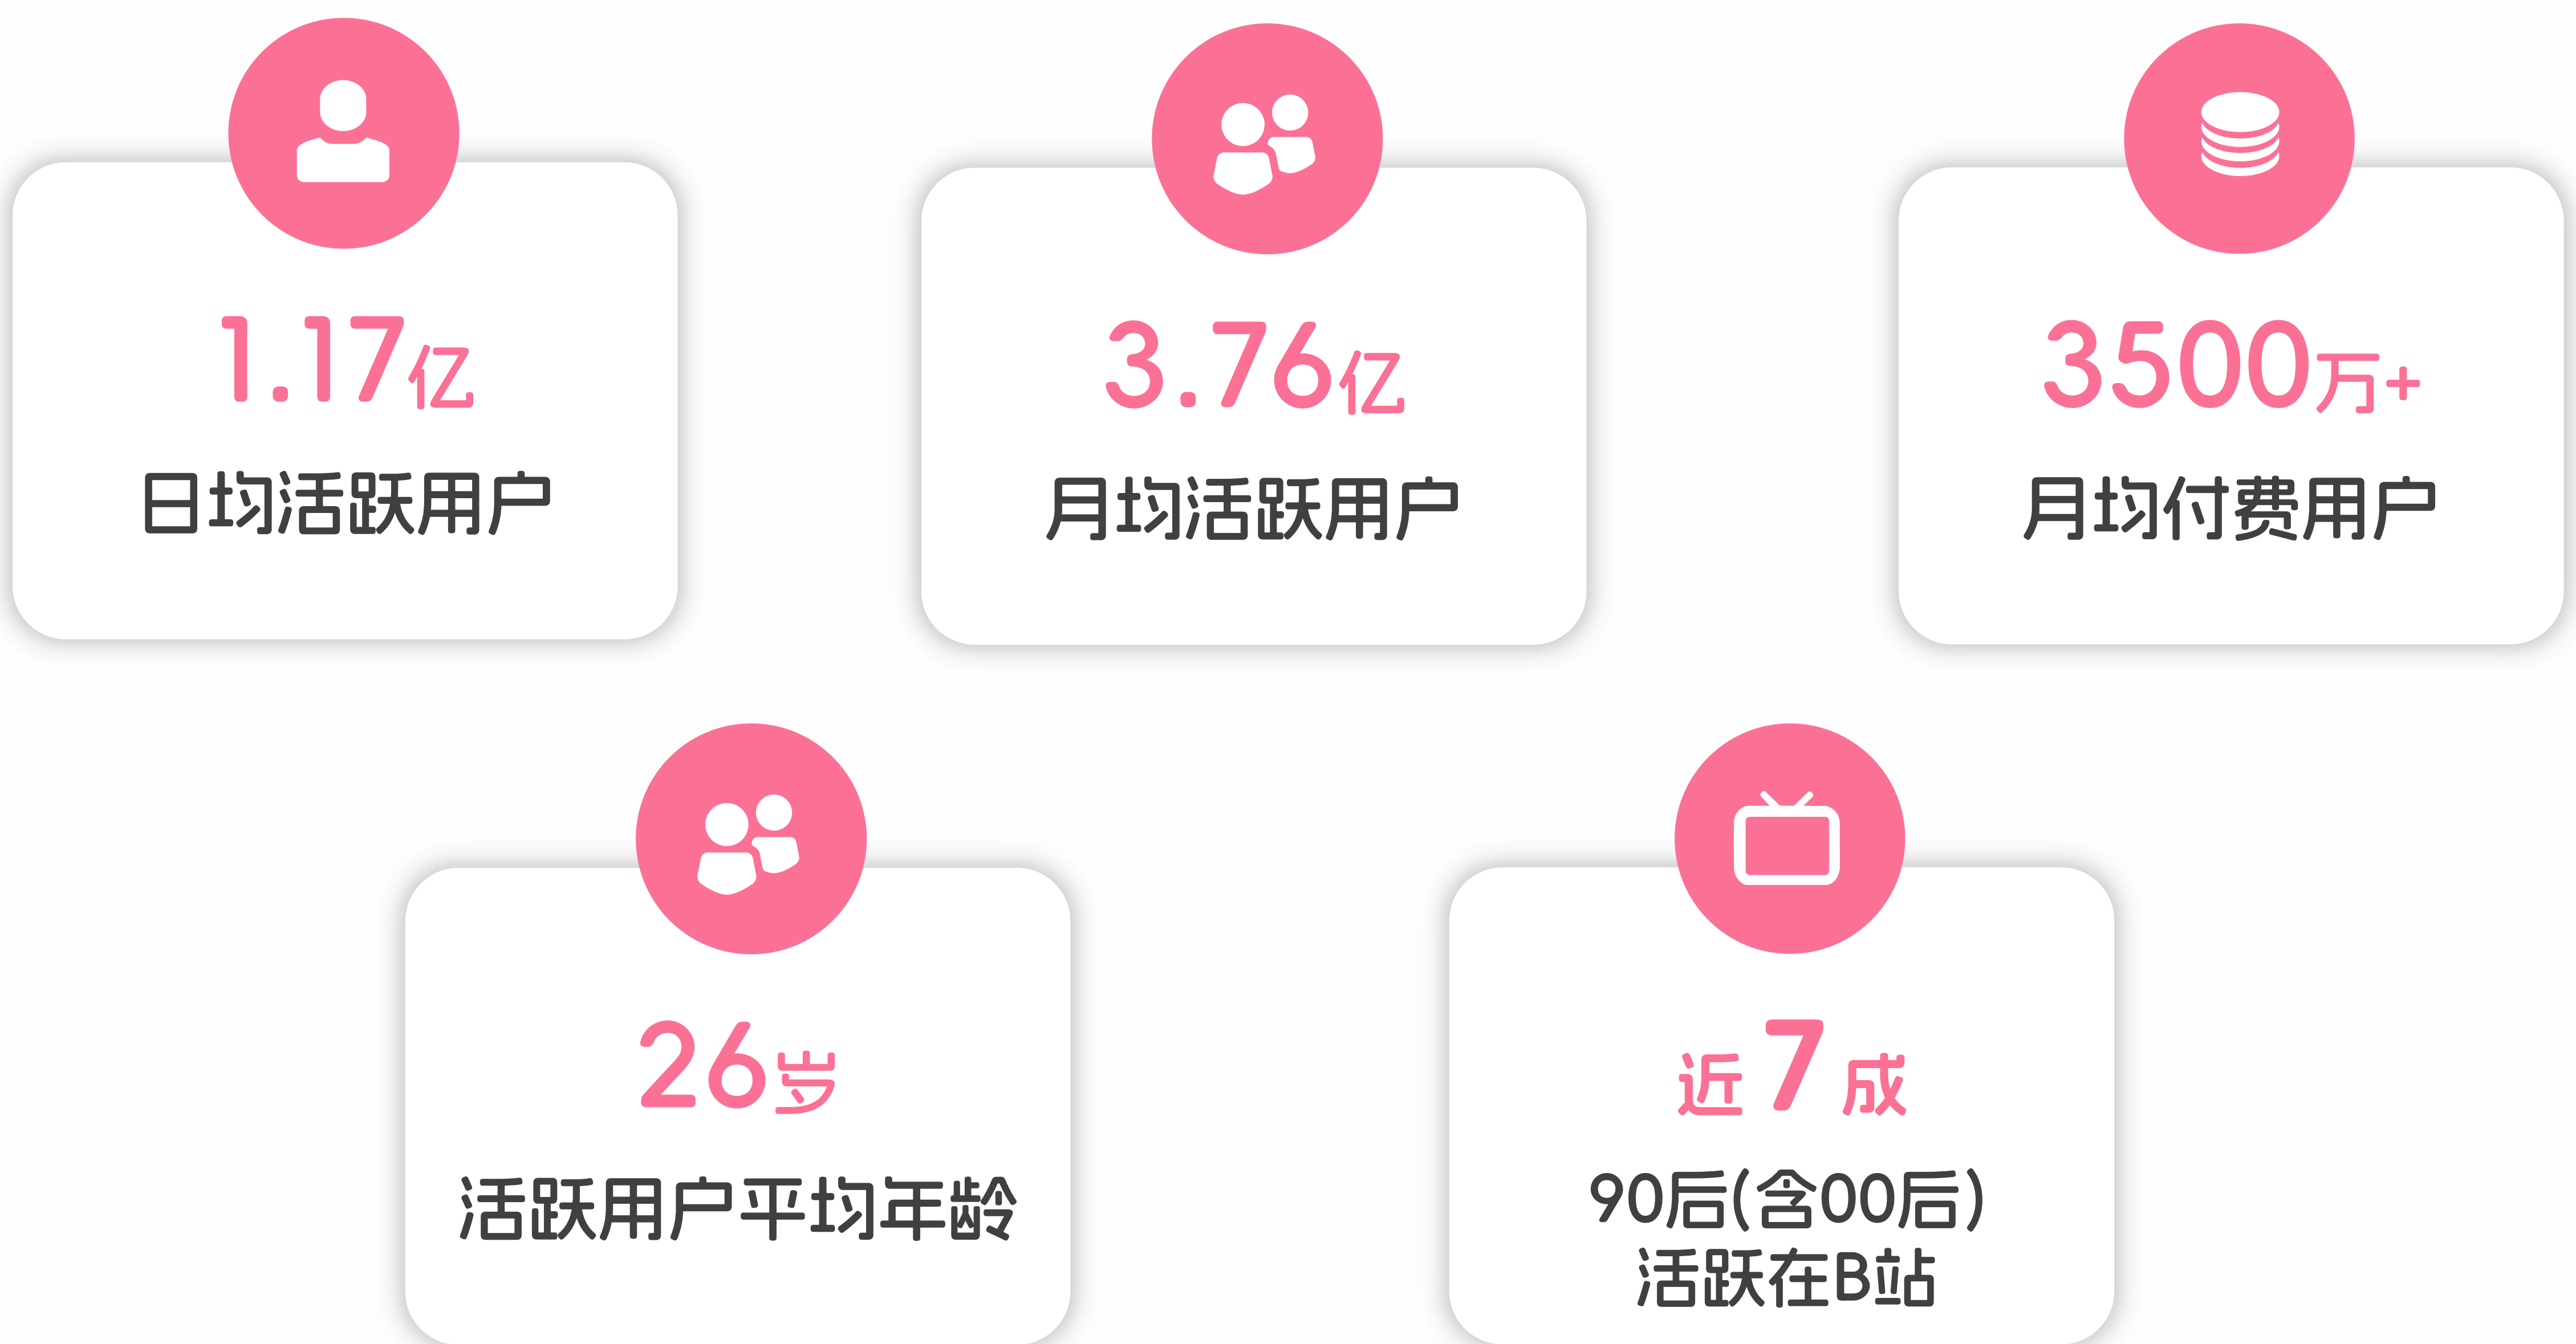 1.17亿
日均活跃用户
3.76亿
月均活跃用户
3500万+
月均付费用户
26岁
活跃用户平均年龄
近7成
90后(含00后)
活跃在B站